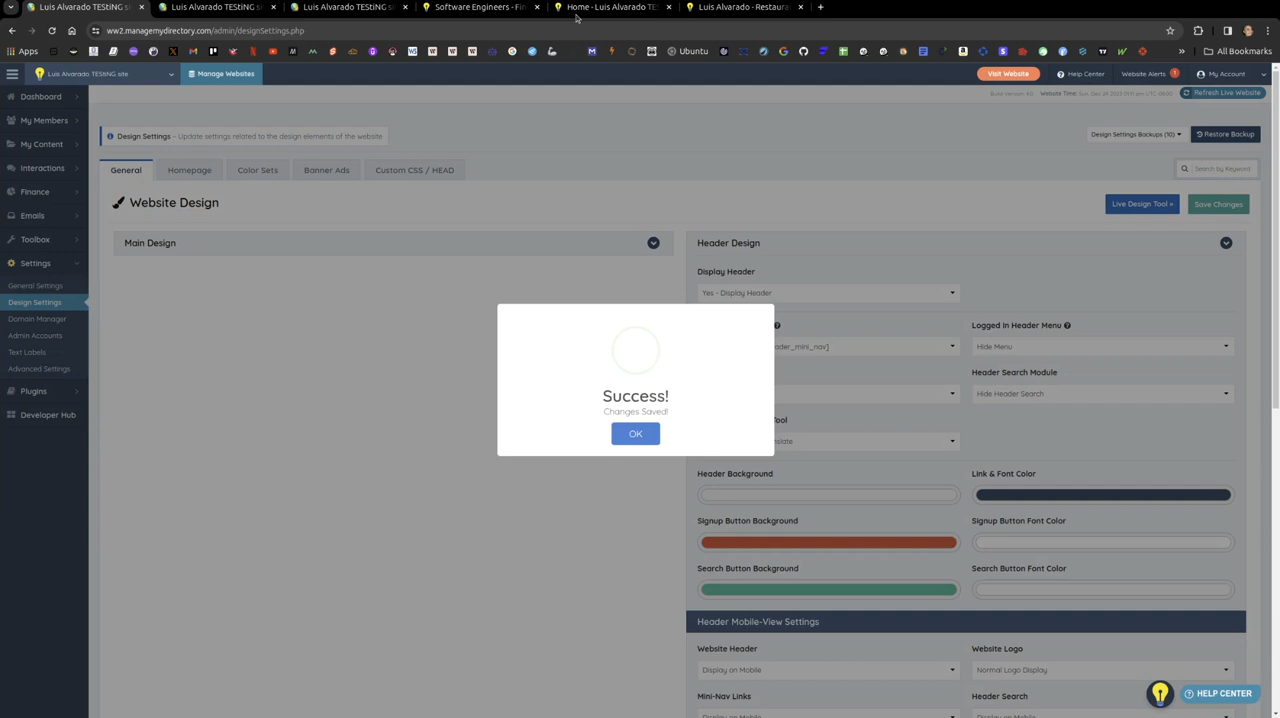 Luis Alvarado TESTING s
Luis Alvarado TESTING s
Luis Alvarado TESTING s
Software Engineers - Fin
Home - Luis Alvarado TES
Luis Alvarado - Restaura
ww2.managemydirectory.com/admin/designSettings.php
Apps
Ubuntu
All Bookmarks
Luis Alvarado TESTING site
Manage Websites
Visit Website
Help Center
Website Alerts 1
My Account
Refresh Live Website
Dashboard
My Members
My Content
Interactions
Finance
Emails
Toolbox
Settings
General Settings
Design Settings
Domain Manager
Admin Accounts
Text Labels
Advanced Settings
Plugins
Developer Hub
Design Settings - Update settings related to the design elements of the website
Design Settings Backups (10)
Restore Backup
General
Homepage
Color Sets
Banner Ads
Custom CSS / HEAD
Search by Keyword
Website Design
Live Design Tool »
Save Changes
Main Design
Header Design
Display Header
Yes - Display Header
Logged In Header Menu
ader_mini_nav]
Hide Menu
Header Search Module
Hide Header Search
Tool
anslate
Header Background
Link & Font Color
Signup Button Background
Signup Button Font Color
Search Button Background
Search Button Font Color
Header Mobile-View Settings
Website Header
Website Logo
Display on Mobile
Normal Logo Display
Mini-Nav Links
Header Search
Success!
Changes Saved!
OK
HELP CENTER